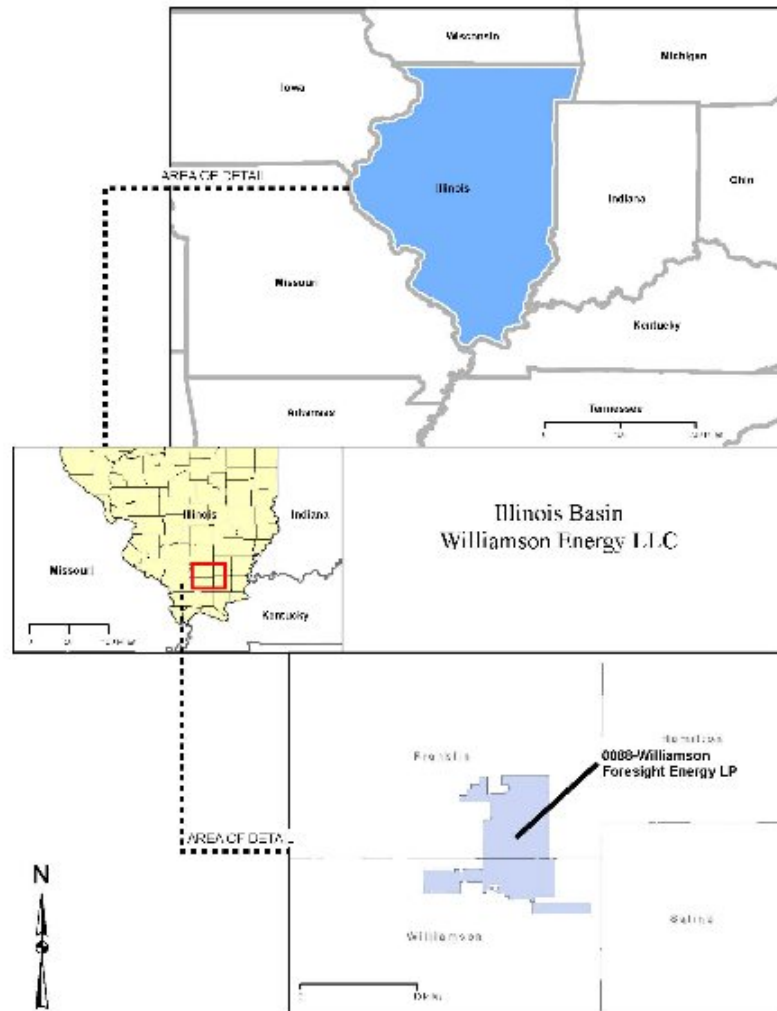 Wisconsin
Michigan
Iowa
AREA OF DETAIL
Illinois
Indiana
Ohio
Missouri
Kentucky
Arkansas
Tennessee
Illinois
Indiana
Missouri
Kentucky
Illinois Basin
Williamson Energy LLC
Franklin
Hamilton
0088-Williamson
Foresight Energy LP
AREA OF DETAIL
N
Williamson
Saline